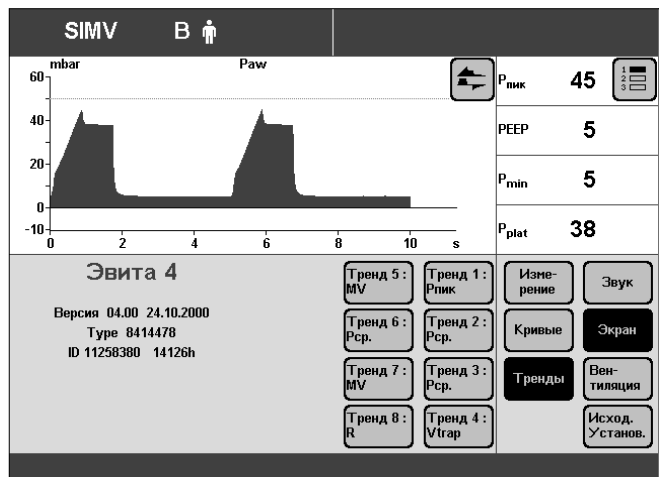 SIMV B
mbar Paw
60
40
20
0
-10
0 2 4 6 8 10 s
Pпик 45
1
2
3
PEEP 5
Pmin 5
Pplat 38
Эвита 4
Версия 04.00 24.10.2000
Type 8414478
ID 11258380 14126h
Тренд 5 :
MV
Тренд 1 :
Pпик
Тренд 6 :
Pср.
Тренд 2 :
Pср.
Тренд 7 :
MV
Тренд 3 :
Pср.
Тренд 8 :
R
Тренд 4 :
Vtrap
Изме-
рение
Звук
Кривые
Экран
Тренды
Вен-
тиляция
Исход.
Установ.